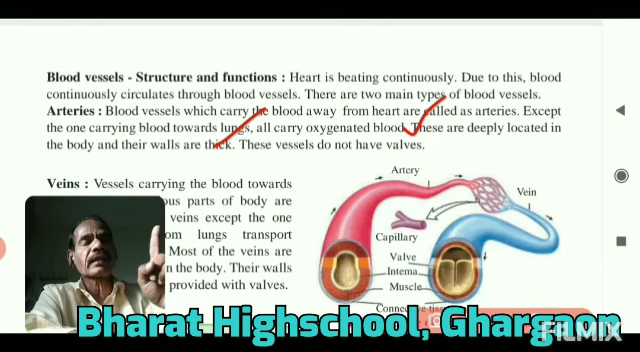 Blood vessels - Structure and functions : Heart is beating continuously. Due to this, blood
continuously circulates through blood vessels. There are two main types of blood vessels.
Arteries : Blood vessels which carry the blood away from heart are called as arteries. Except
the one carrying blood towards lungs, all carry oxygenated blood. These are deeply located in
the body and their walls are thick. These vessels do not have valves.
Veins : Vessels carrying the blood towards
parts of body are
veins except the one
lungs transport
Most of the veins are
the body. Their walls
provided with valves.
Artery
Vein
Capillary
Valve
Intema
Muscle
Bharat Highschool, Ghargaon
FILMIX